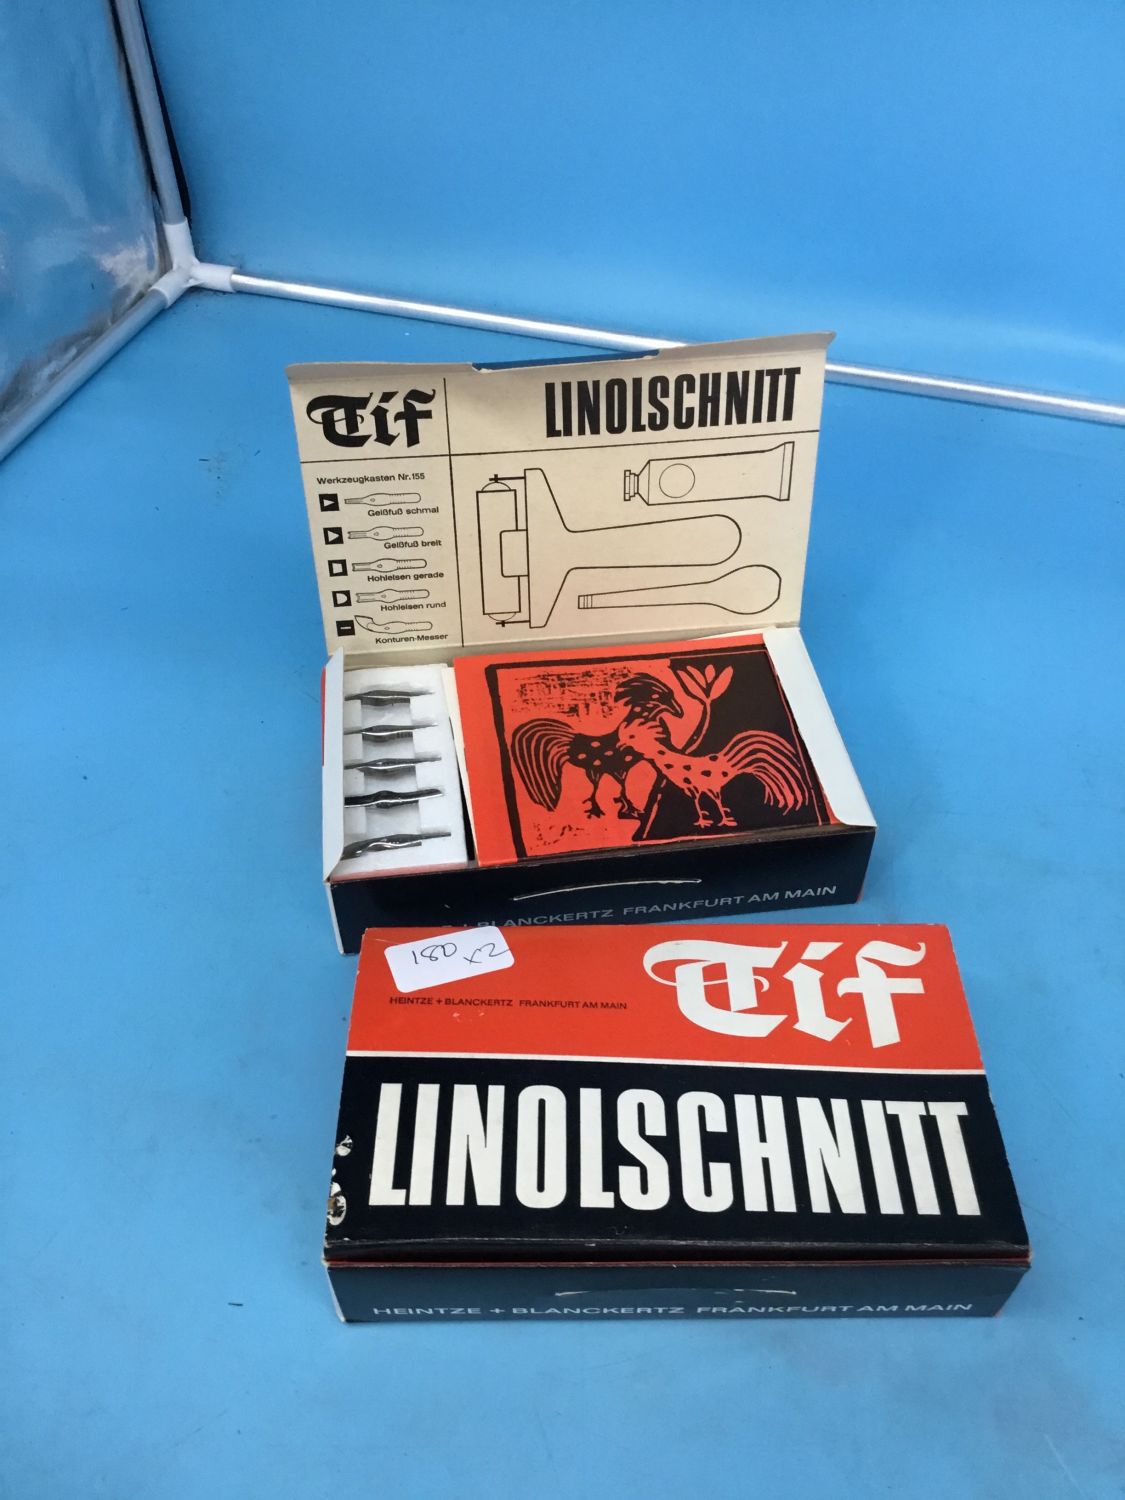 Tif
LINOLSCHNITT
Werkzeugkasten Nr. 155
Geißfuß schmal
Geißfuß breit
Hohleisen gerade
Hohleisen rund
Konturen-Messer
+ BLANCKERTZ FRANKFURT AM MAIN
180 x2
HEINTZE + BLANCKERTZ FRANKFURT AM MAIN
Tif
LINOLSCHNITT
HEINTZE + BLANCKERTZ FRANKFURT AM MAIN